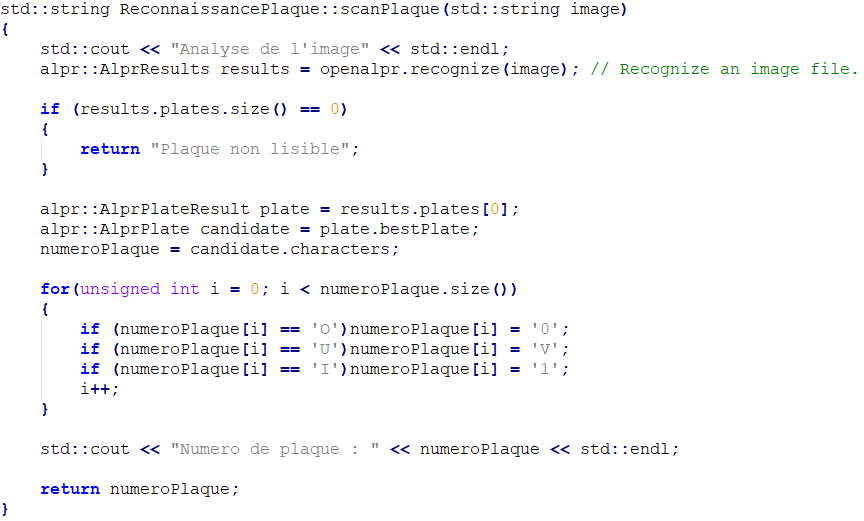 std::string ReconnaissancePlaque::scanPlaque(std::string image)
{
    std::cout << "Analyse de l'image" << std::endl;
    alpr::AlprResults results = openalpr.recognize(image); // Recognize an image file.

    if (results.plates.size() == 0)
    {
        return "Plaque non lisible";
    }

    alpr::AlprPlateResult plate = results.plates[0];
    alpr::AlprPlate candidate = plate.bestPlate;
    numeroPlaque = candidate.characters;

    for(unsigned int i = 0; i < numeroPlaque.size())
    {
        if (numeroPlaque[i] == 'O')numeroPlaque[i] = '0';
        if (numeroPlaque[i] == 'U')numeroPlaque[i] = 'V';
        if (numeroPlaque[i] == 'I')numeroPlaque[i] = '1';
        i++;
    }

    std::cout << "Numero de plaque : " << numeroPlaque << std::endl;

    return numeroPlaque;
}